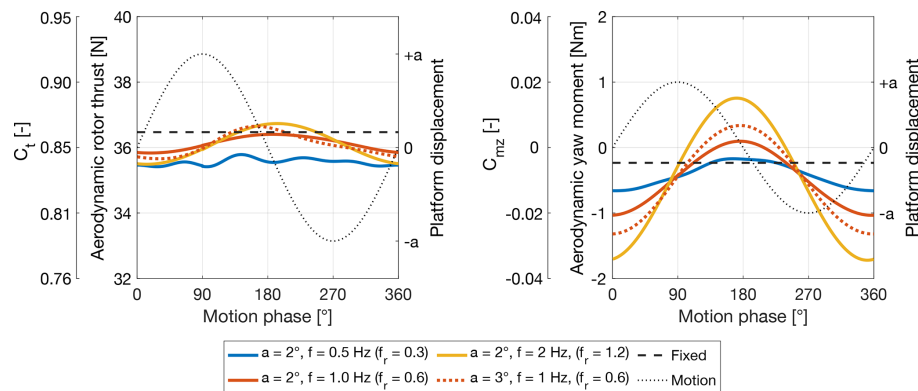 0.95
0.92
0.88
0.85
0.81
0.78
C_t [-]
40
38
36
34
32
Aerodynamic rotor thrust [N]
+a
0
-a
Platform displacement
0 90 180 270 360
Motion phase [°]
0.04
0.02
0
-0.02
-0.04
C_mz [-]
2
1
0
-1
-2
Aerodynamic yaw moment [Nm]
+a
0
-a
Platform displacement
0 90 180 270 360
Motion phase [°]
a = 2°, f = 0.5 Hz (f_r = 0.3) a = 2°, f = 2 Hz, (f_r = 1.2) Fixed
a = 2°, f = 1.0 Hz (f_r = 0.6) a = 3°, f = 1 Hz, (f_r = 0.6) Motion